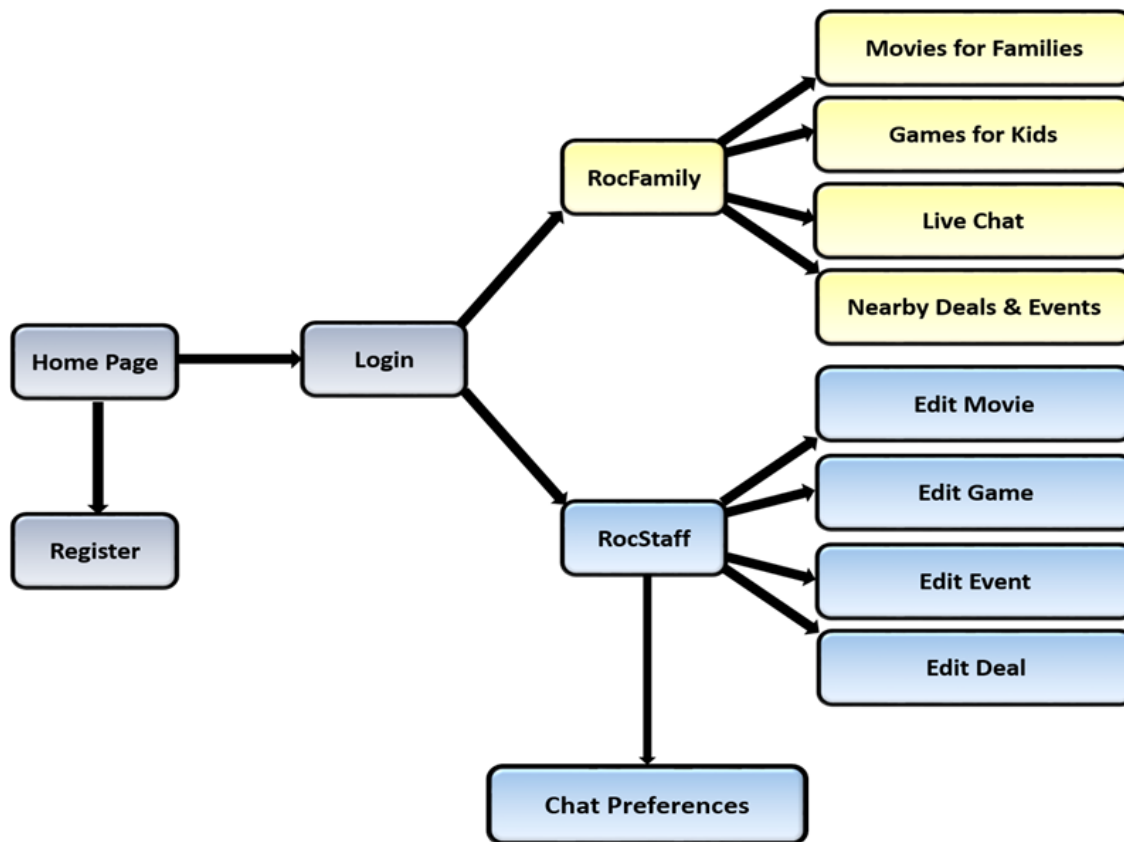 Movies for Families
Games for Kids
RocFamily
Live Chat
Nearby Deals & Events
Home Page
Login
Edit Movie
Edit Game
Register
RocStaff
Edit Event
Edit Deal
Chat Preferences